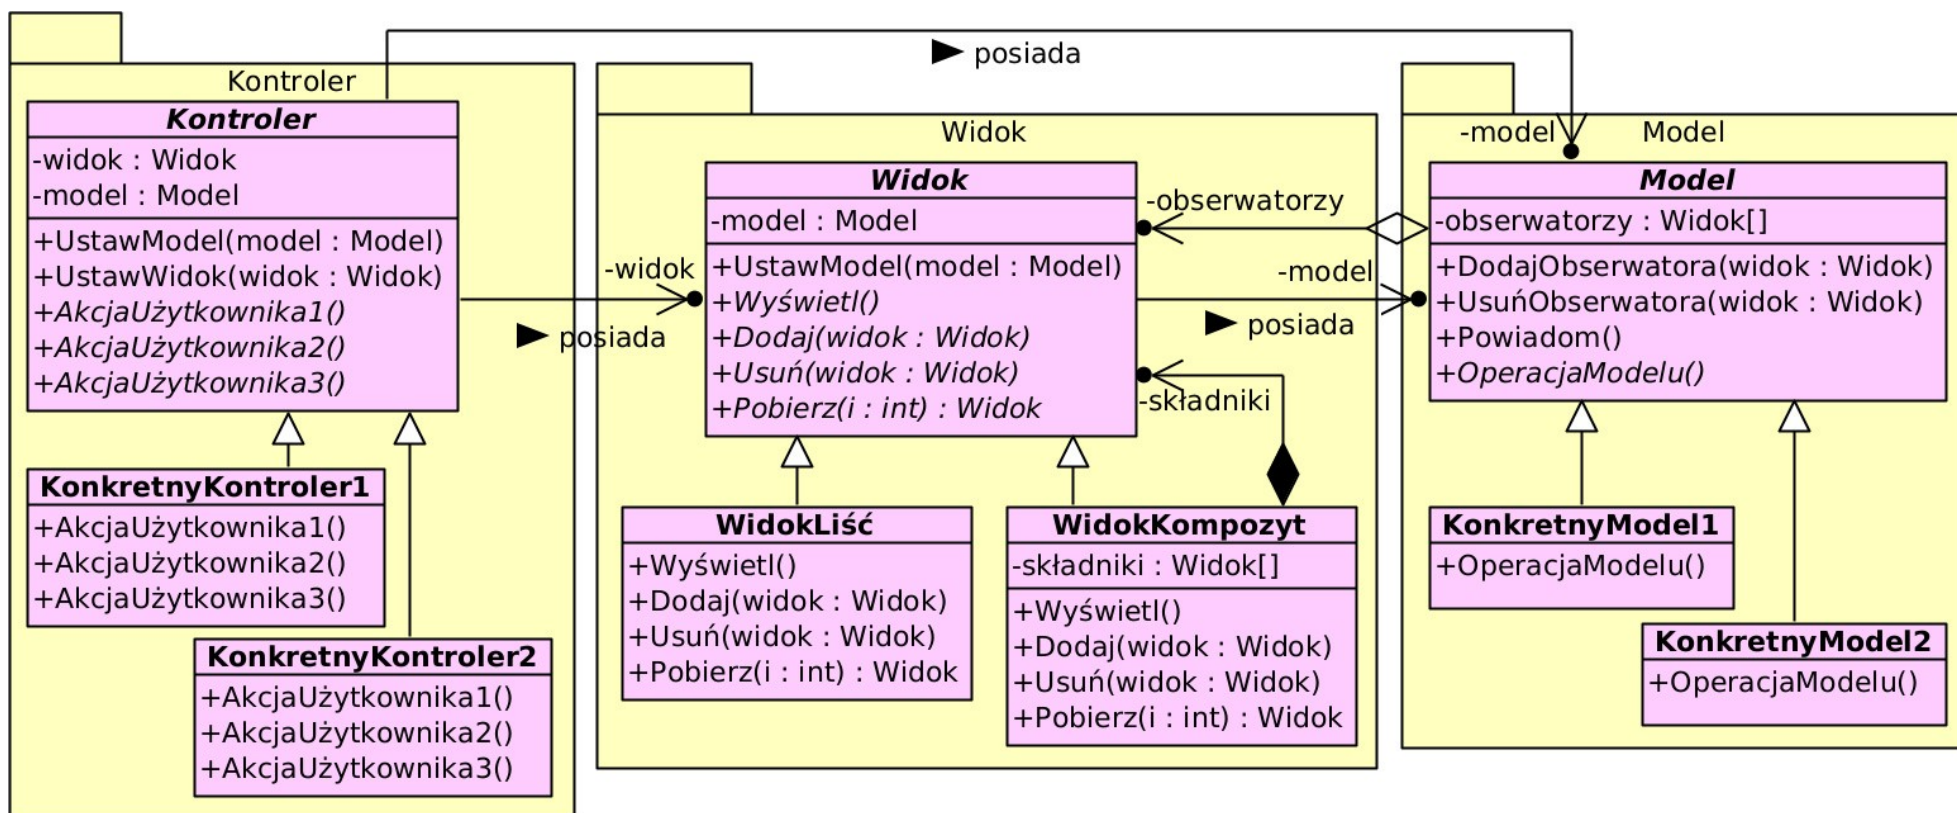 ► posiada
Kontroler
Kontroler
-widok : Widok
-model : Model
+UstawModel(model : Model)
+UstawWidok(widok : Widok)
+AkcjaUżytkownika1()
+AkcjaUżytkownika2()
+AkcjaUżytkownika3()
KonkretnyKontroler1
+AkcjaUżytkownika1()
+AkcjaUżytkownika2()
+AkcjaUżytkownika3()
KonkretnyKontroler2
+AkcjaUżytkownika1()
+AkcjaUżytkownika2()
+AkcjaUżytkownika3()
-widok
► posiada
Widok
Widok
-model : Model
+UstawModel(model : Model)
+Wyświetl()
+Dodaj(widok : Widok)
+Usuń(widok : Widok)
+Pobierz(i : int) : Widok
-obserwatorzy
-model
► posiada
-składniki
WidokLiść
+Wyświetl()
+Dodaj(widok : Widok)
+Usuń(widok : Widok)
+Pobierz(i : int) : Widok
WidokKompozyt
-składniki : Widok[]
+Wyświetl()
+Dodaj(widok : Widok)
+Usuń(widok : Widok)
+Pobierz(i : int) : Widok
-model
Model
Model
-obserwatorzy : Widok[]
+DodajObserwatora(widok : Widok)
+UsuńObserwatora(widok : Widok)
+Powiadom()
+OperacjaModelu()
KonkretnyModel1
+OperacjaModelu()
KonkretnyModel2
+OperacjaModelu()